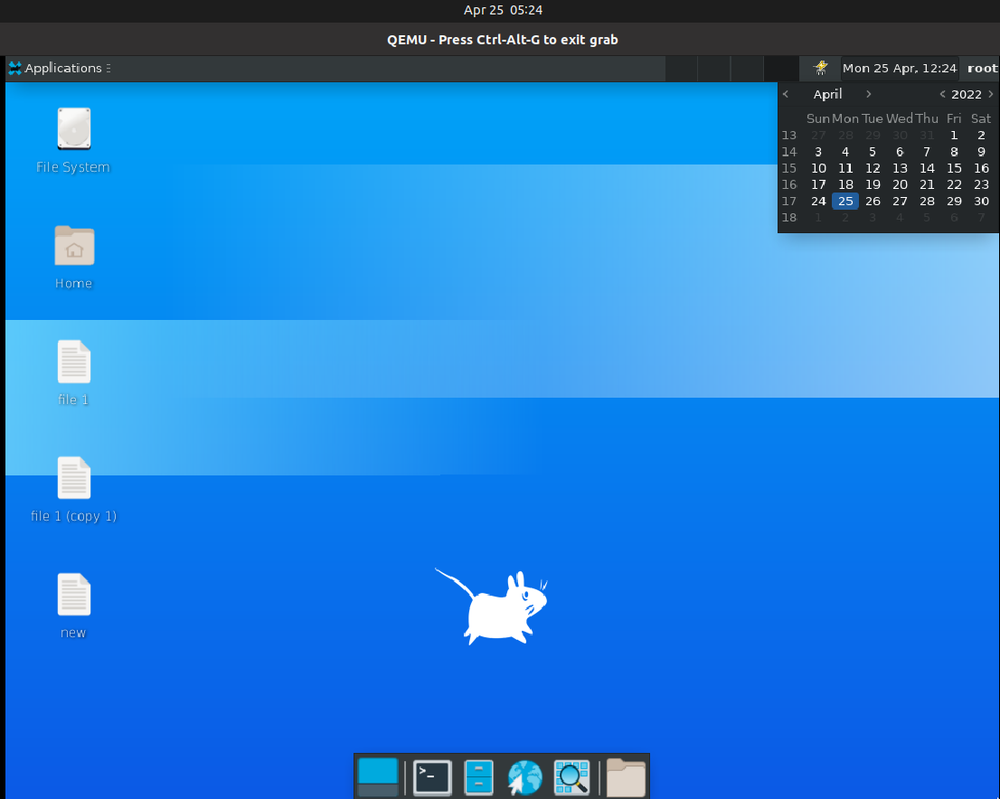 Apr 25 05:24
QEMU - Press Ctrl-Alt-G to exit grab
Applications
Mon 25 Apr, 12:24
root
< April > < 2022 >
Sun Mon Tue Wed Thu Fri Sat
13 27 28 29 30 31 1 2
14 3 4 5 6 7 8 9
15 10 11 12 13 14 15 16
16 17 18 19 20 21 22 23
17 24 25 26 27 28 29 30
18 1 2 3 4 5 6 7
File System
Home
file 1
file 1 (copy 1)
new
>_